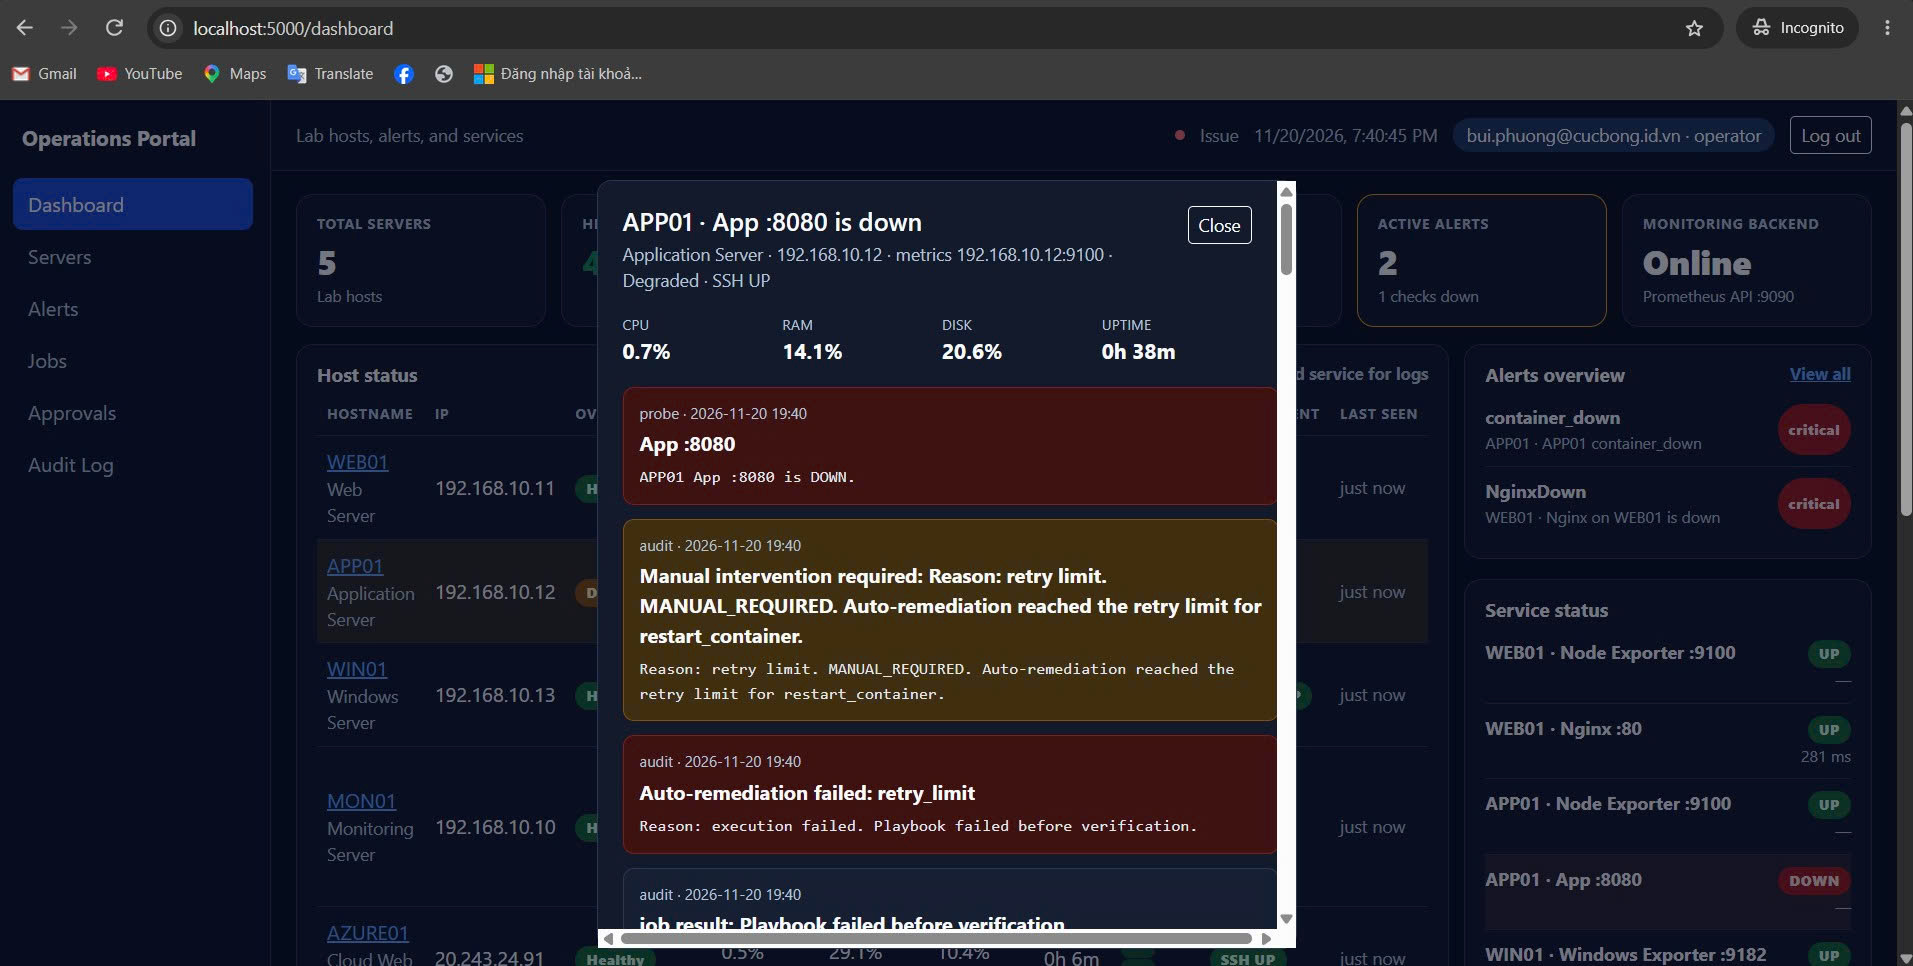 localhost:5000/dashboard
Incognito
Gmail
YouTube
Maps
Translate
Đăng nhập tài khoả...
Operations Portal
Lab hosts, alerts, and services
Issue
11/20/2026, 7:40:45 PM
bui.phuong@cucbong.id.vn · operator
Log out
Dashboard
Servers
Alerts
Jobs
Approvals
Audit Log
TOTAL SERVERS
5
Lab hosts
ACTIVE ALERTS
2
1 checks down
MONITORING BACKEND
Online
Prometheus API :9090
Host status
service for logs
HOSTNAME IP
LAST SEEN
WEB01
Web
Server
192.168.10.11
just now
APP01
Application
Server
192.168.10.12
just now
WIN01
Windows
Server
192.168.10.13
just now
MON01
Monitoring
Server
192.168.10.10
just now
AZURE01
Cloud Web
20.243.24.91
Healthy
0.5%
29.1%
10.4%
0h 6m
SSH UP
just now
APP01 · App :8080 is down
Close
Application Server · 192.168.10.12 · metrics 192.168.10.12:9100 ·
Degraded · SSH UP
CPU
0.7%
RAM
14.1%
DISK
20.6%
UPTIME
0h 38m
probe · 2026-11-20 19:40
App :8080
APP01 App :8080 is DOWN.
audit · 2026-11-20 19:40
Manual intervention required: Reason: retry limit.
MANUAL_REQUIRED. Auto-remediation reached the retry limit for
restart_container.
Reason: retry limit. MANUAL_REQUIRED. Auto-remediation reached the
retry limit for restart_container.
audit · 2026-11-20 19:40
Auto-remediation failed: retry_limit
Reason: execution failed. Playbook failed before verification.
audit · 2026-11-20 19:40
job result: Playbook failed before verification
Alerts overview
View all
container_down
APP01 · APP01 container_down
critical
NginxDown
WEB01 · Nginx on WEB01 is down
critical
Service status
WEB01 · Node Exporter :9100
UP
—
WEB01 · Nginx :80
UP
281 ms
APP01 · Node Exporter :9100
UP
—
APP01 · App :8080
DOWN
—
WIN01 · Windows Exporter :9182
UP